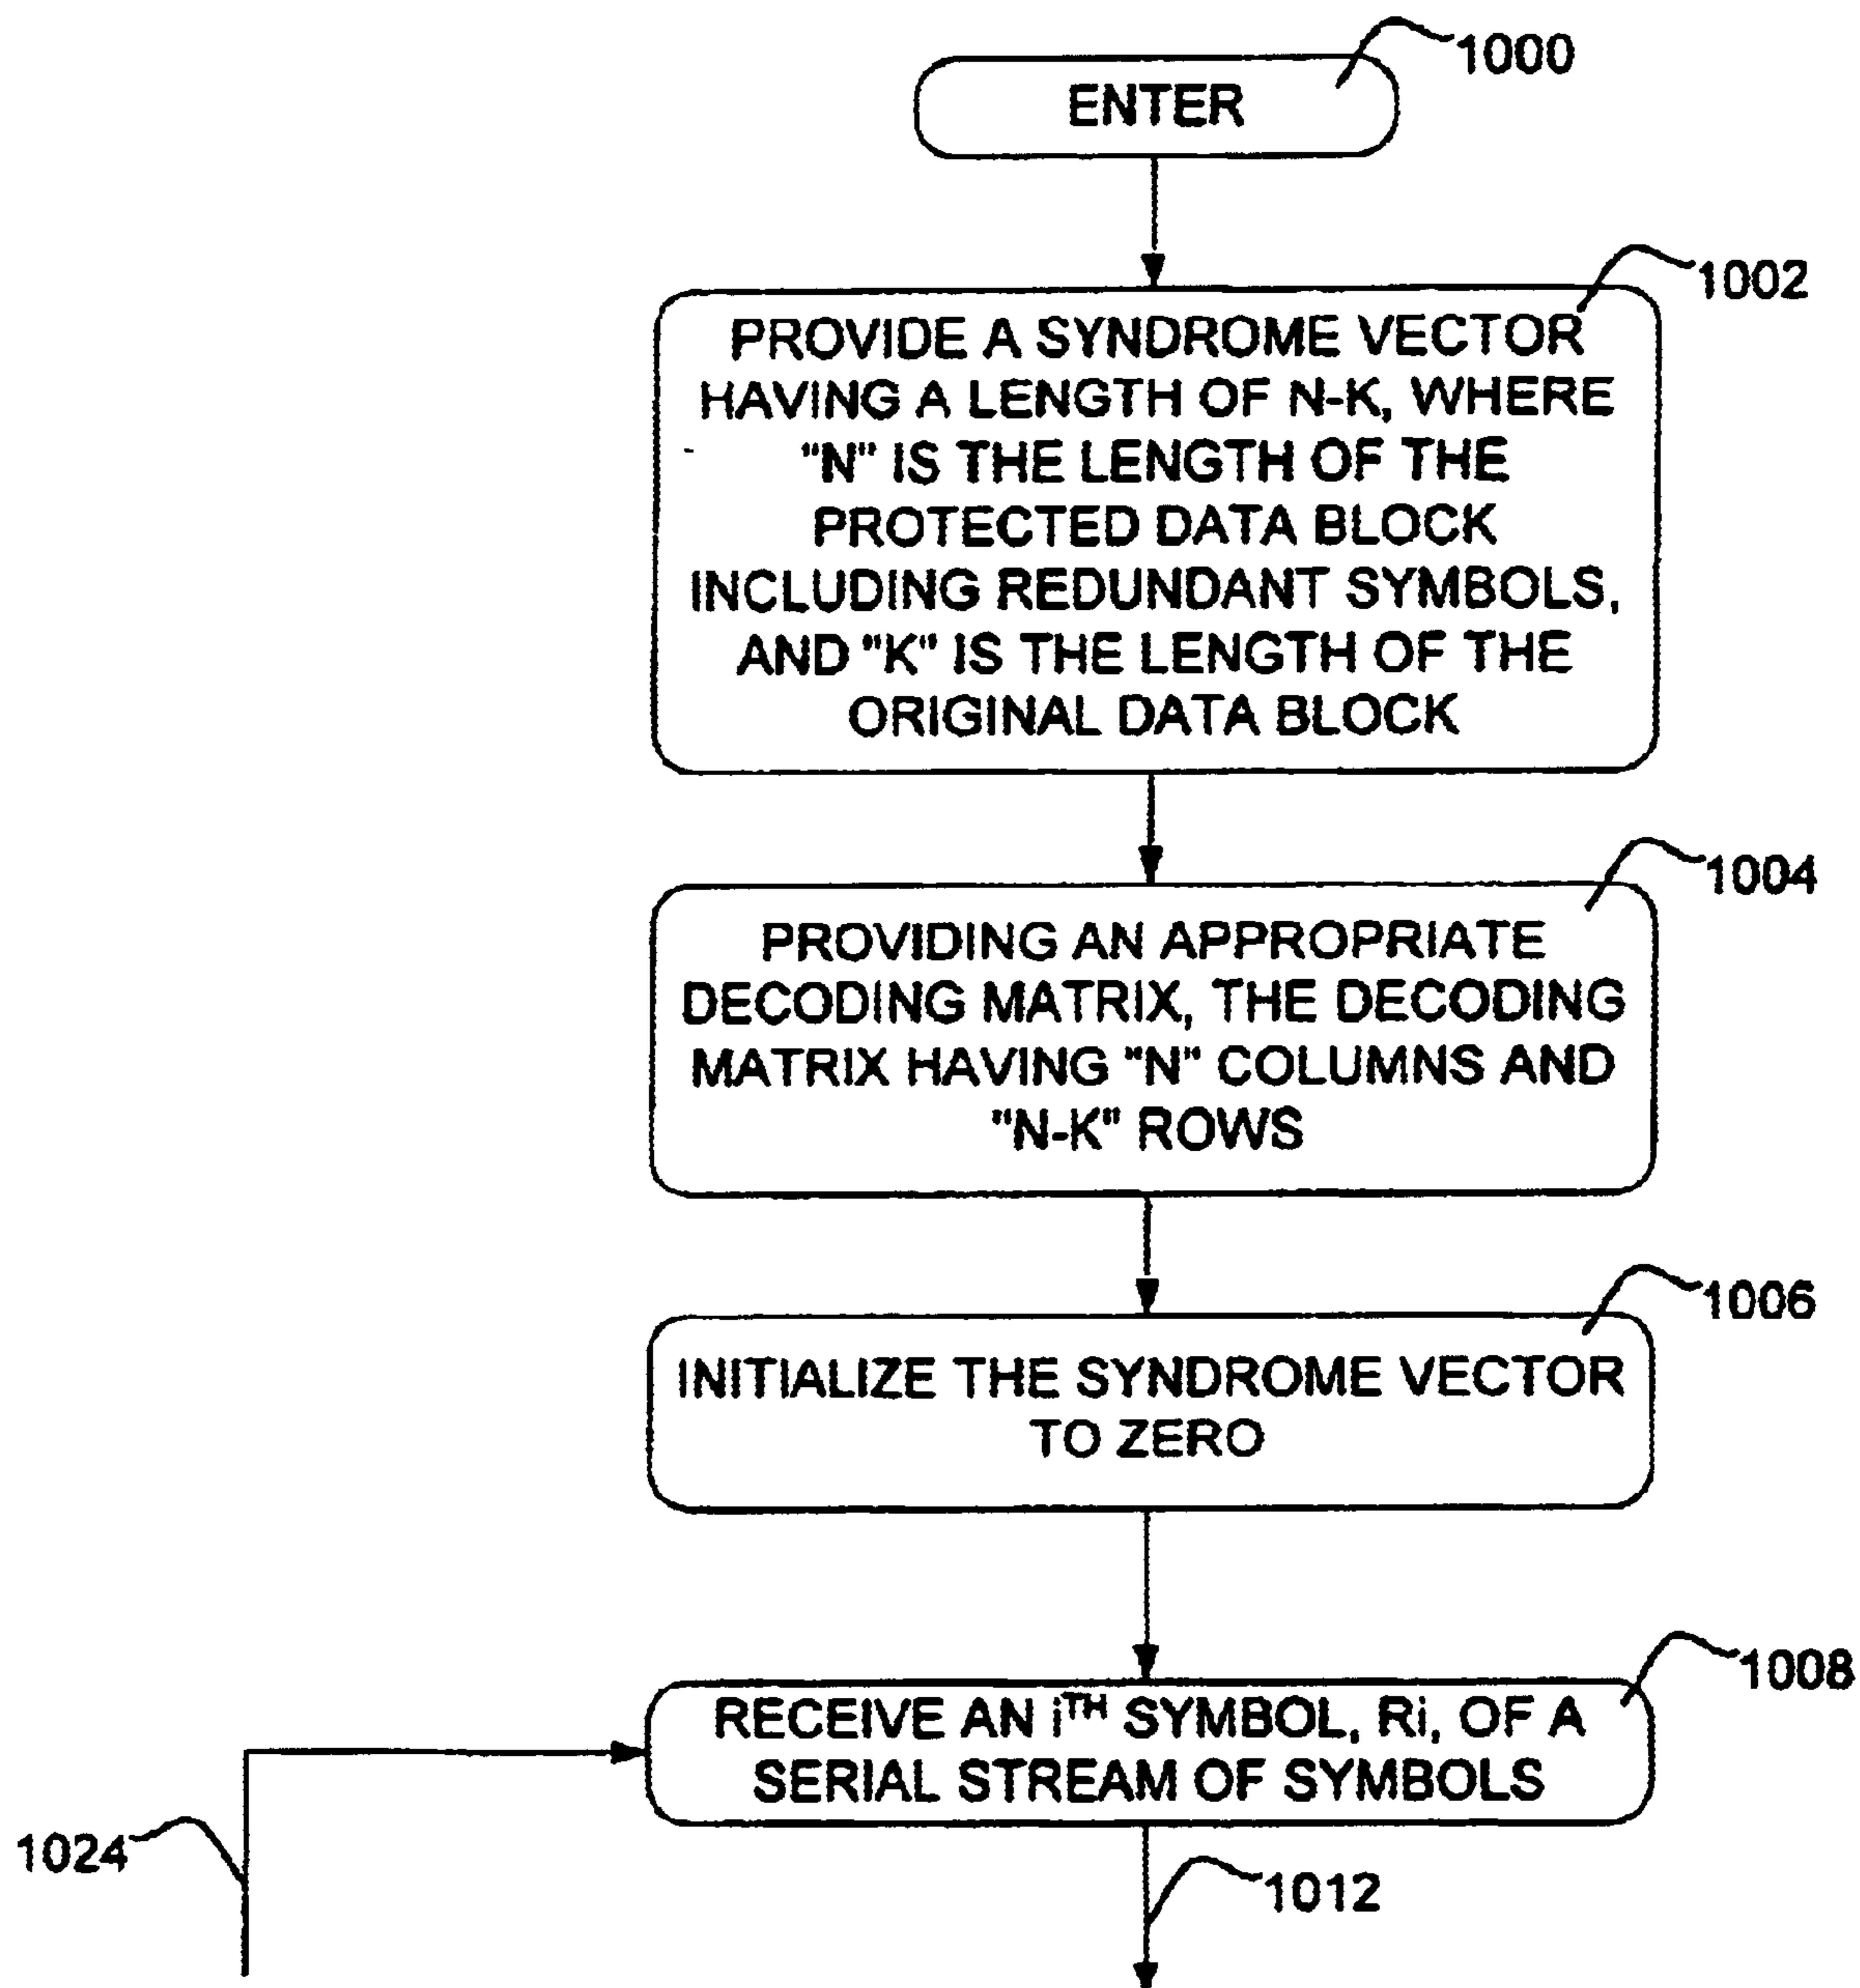 1000
ENTER
1002
PROVIDE A SYNDROME VECTOR
HAVING A LENGTH OF N-K, WHERE
"N" IS THE LENGTH OF THE
PROTECTED DATA BLOCK
INCLUDING REDUNDANT SYMBOLS,
AND "K" IS THE LENGTH OF THE
ORIGINAL DATA BLOCK
1004
PROVIDING AN APPROPRIATE
DECODING MATRIX, THE DECODING
MATRIX HAVING "N" COLUMNS AND
"N-K" ROWS
1006
INITIALIZE THE SYNDROME VECTOR
TO ZERO
1008
RECEIVE AN iTH SYMBOL, Ri, OF A
SERIAL STREAM OF SYMBOLS
1024
1012